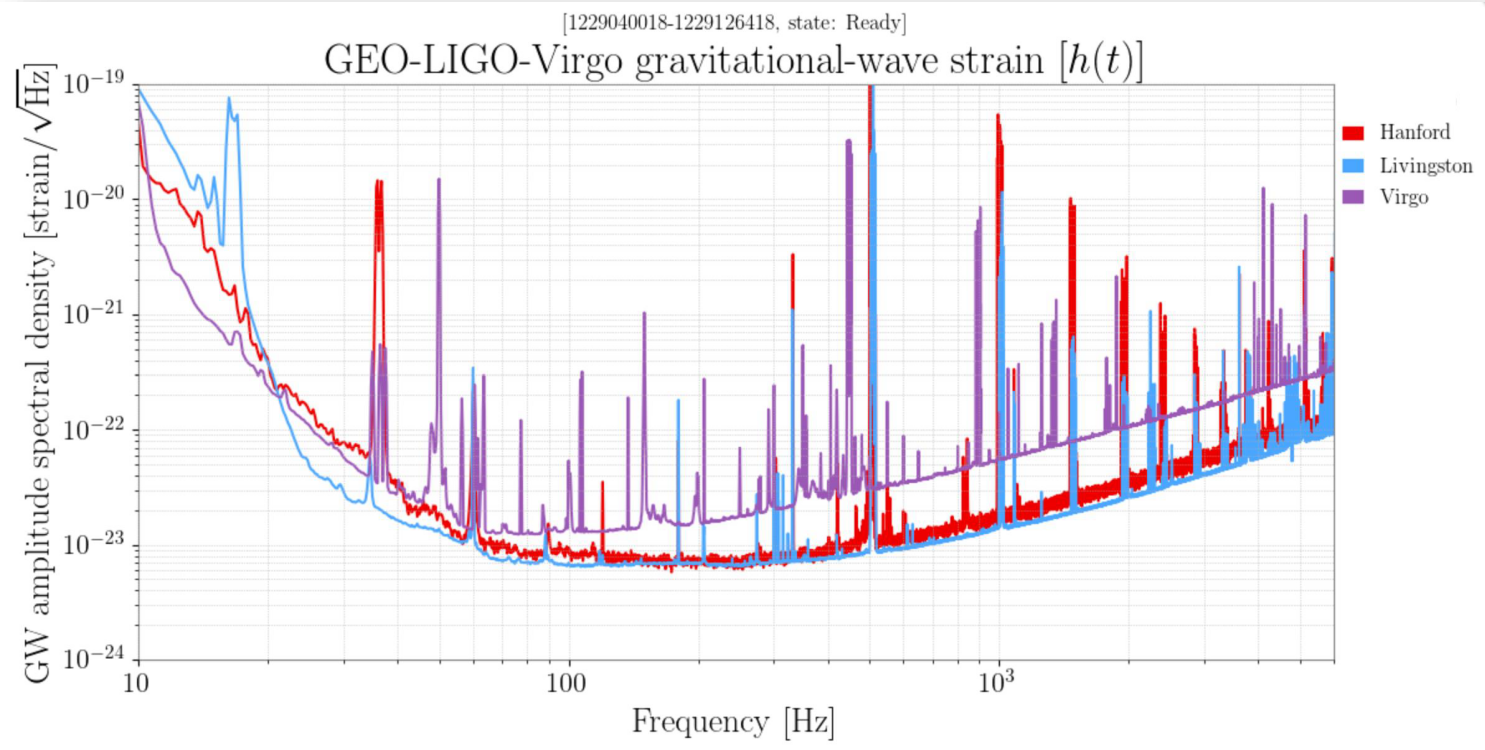 [1229040018-1229126418, state: Ready]
GEO-LIGO-Virgo gravitational-wave strain [h(t)]
GW amplitude spectral density [strain/√Hz]
10⁻¹⁹
10⁻²⁰
10⁻²¹
10⁻²²
10⁻²³
10⁻²⁴
10
100
10³
Frequency [Hz]
Hanford
Livingston
Virgo